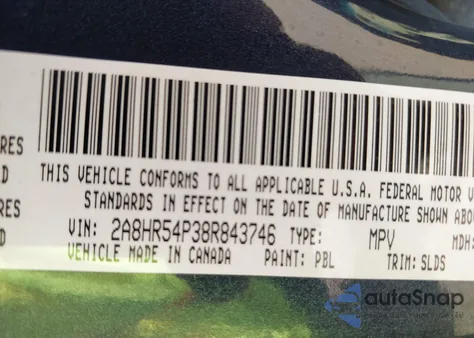 RES
THIS VEHICLE CONFORMS TO ALL APPLICABLE U.S.A. FEDERAL MOTOR V
D
STANDARDS IN EFFECT ON THE DATE OF MANUFACTURE SHOWN ABO
RES
VIN: 2A8HR54P38R843746 TYPE: MPV MDH:
D
VEHICLE MADE IN CANADA PAINT: PBL TRIM: SLDS
autoSnap